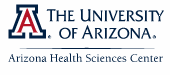 A THE UNIVERSITY
OF ARIZONA.
Arizona Health Sciences Center